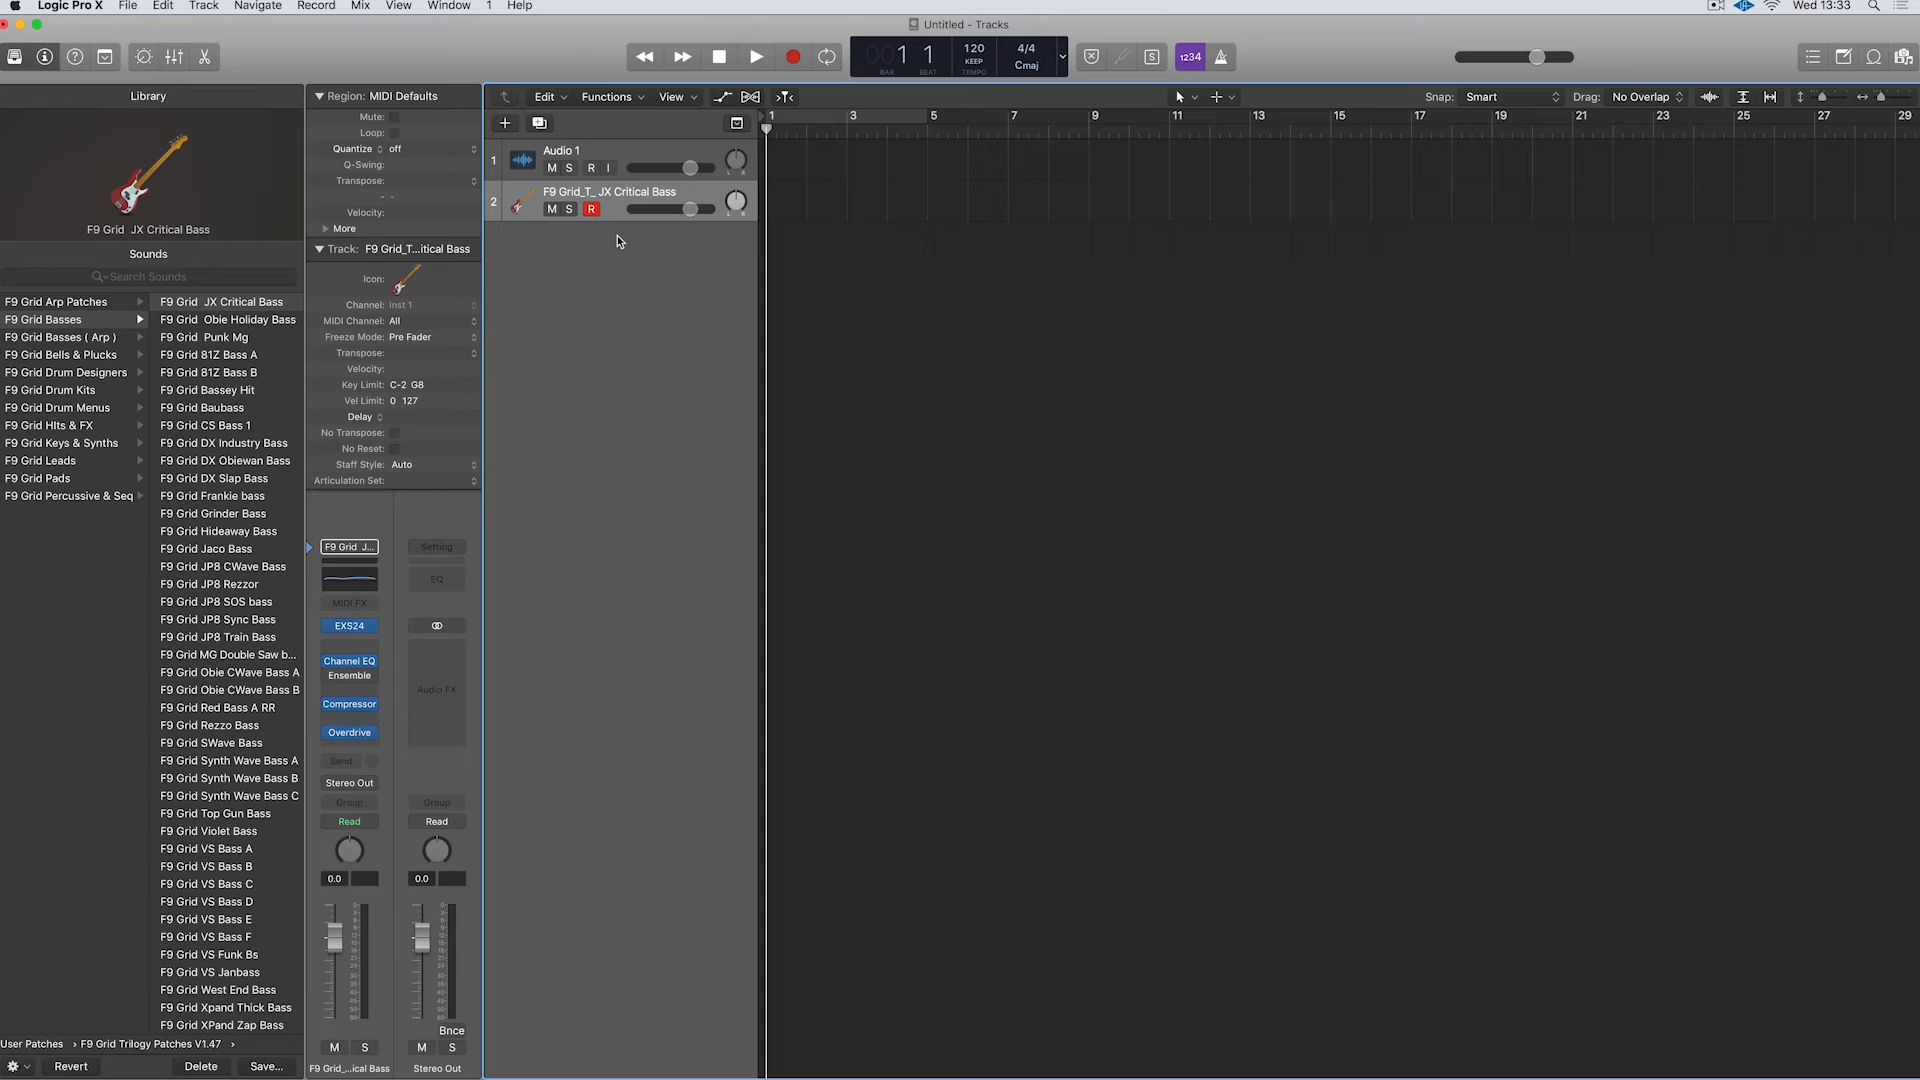 Logic Pro X File Edit Track Navigate Record Mix View Window 1 Help Wed 13:33
Untitled - Tracks
001 1 120 4/4
KEEP Cmaj
BAR BEAT TEMPO
1234
Library
F9 Grid JX Critical Bass
Sounds
Search Sounds
F9 Grid Arp Patches
F9 Grid Basses
F9 Grid Basses ( Arp )
F9 Grid Bells & Plucks
F9 Grid Drum Designers
F9 Grid Drum Kits
F9 Grid Drum Menus
F9 Grid HIts & FX
F9 Grid Keys & Synths
F9 Grid Leads
F9 Grid Pads
F9 Grid Percussive & Seq
F9 Grid JX Critical Bass
F9 Grid Obie Holiday Bass
F9 Grid Punk Mg
F9 Grid 81Z Bass A
F9 Grid 81Z Bass B
F9 Grid Bassey Hit
F9 Grid Baubass
F9 Grid CS Bass 1
F9 Grid DX Industry Bass
F9 Grid DX Obiewan Bass
F9 Grid DX Slap Bass
F9 Grid Frankie bass
F9 Grid Grinder Bass
F9 Grid Hideaway Bass
F9 Grid Jaco Bass
F9 Grid JP8 CWave Bass
F9 Grid JP8 Rezzor
F9 Grid JP8 SOS bass
F9 Grid JP8 Sync Bass
F9 Grid JP8 Train Bass
F9 Grid MG Double Saw b...
F9 Grid Obie CWave Bass A
F9 Grid Obie CWave Bass B
F9 Grid Red Bass A RR
F9 Grid Rezzo Bass
F9 Grid SWave Bass
F9 Grid Synth Wave Bass A
F9 Grid Synth Wave Bass B
F9 Grid Synth Wave Bass C
F9 Grid Top Gun Bass
F9 Grid Violet Bass
F9 Grid VS Bass A
F9 Grid VS Bass B
F9 Grid VS Bass C
F9 Grid VS Bass D
F9 Grid VS Bass E
F9 Grid VS Bass F
F9 Grid VS Funk Bs
F9 Grid VS Janbass
F9 Grid West End Bass
F9 Grid Xpand Thick Bass
F9 Grid XPand Zap Bass
User Patches > F9 Grid Trilogy Patches V1.47 >
Revert Delete Save...
Region: MIDI Defaults
Mute:
Loop:
Quantize off
Q-Swing:
Transpose:
- -
Velocity:
More
Track: F9 Grid_T...itical Bass
Icon:
Channel: Inst 1
MIDI Channel: All
Freeze Mode: Pre Fader
Transpose:
Velocity:
Key Limit: C-2 G8
Vel Limit: 0 127
Delay
No Transpose:
No Reset:
Staff Style: Auto
Articulation Set:
F9 Grid J... Setting
EQ
MIDI FX
EXS24
Channel EQ
Ensemble
Audio FX
Compressor
Overdrive
Send
Stereo Out
Group Group
Read Read
0.0 0.0
Bnce
M S M S
F9 Grid_...ical Bass Stereo Out
Edit Functions View Snap: Smart Drag: No Overlap
1 3 5 7 9 11 13 15 17 19 21 23 25 27 29
1 Audio 1
M S R I
2 F9 Grid_T_ JX Critical Bass
M S R